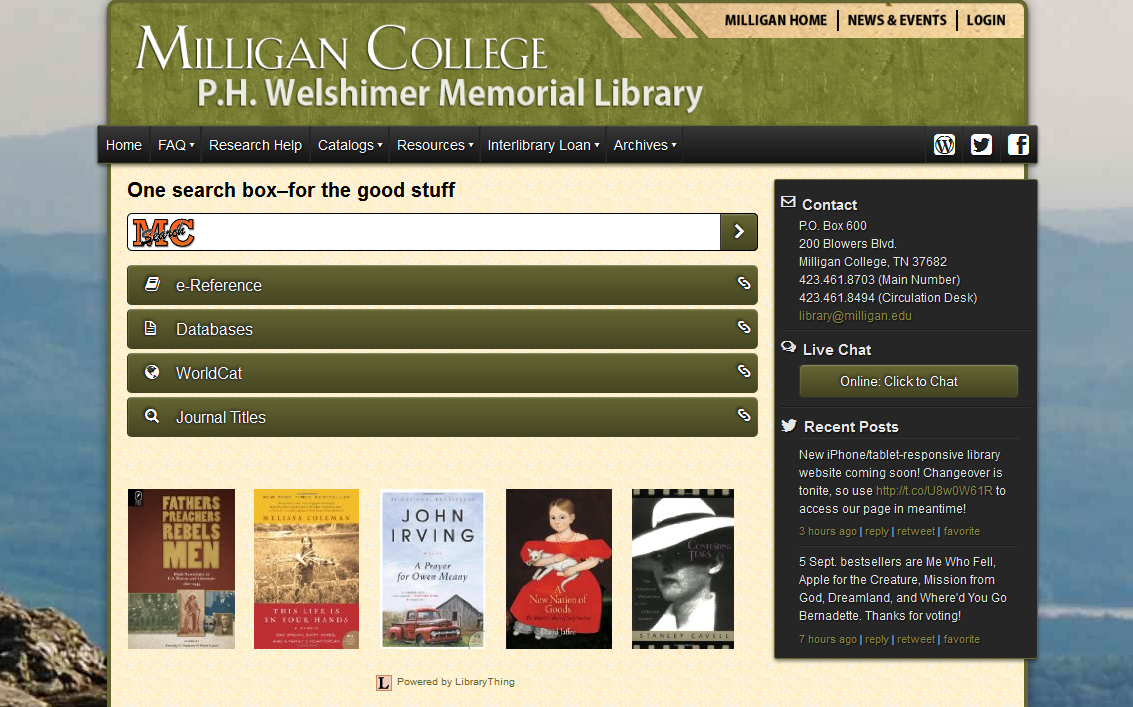 MILLIGAN HOME
NEWS & EVENTS
LOGIN
MILLIGAN COLLEGE
P.H. Welshimer Memorial Library
Home
FAQ
Research Help
Catalogs
Resources
Interlibrary Loan
Archives
One search box–for the good stuff
MC
Search
e-Reference
Databases
WorldCat
Journal Titles
FATHERS
PREACHERS
REBELS
MEN
MELISSA COLEMAN
THIS LIFE IS
IN YOUR HANDS
JOHN
IRVING
A Prayer
for Owen Meany
A
New Nation of
Goods
David Jaffee
CONTESTING
TEARS
STANLEY CAVELL
L Powered by LibraryThing
Contact
P.O. Box 600
200 Blowers Blvd.
Milligan College, TN 37682
423.461.8703 (Main Number)
423.461.8494 (Circulation Desk)
library@milligan.edu
Live Chat
Online: Click to Chat
Recent Posts
New iPhone/tablet-responsive library
website coming soon! Changeover is
tonite, so use http://t.co/U8w0W61R to
access our page in meantime!
3 hours ago | reply | retweet | favorite
5 Sept. bestsellers are Me Who Fell,
Apple for the Creature, Mission from
God, Dreamland, and Where'd You Go
Bernadette. Thanks for voting!
7 hours ago | reply | retweet | favorite